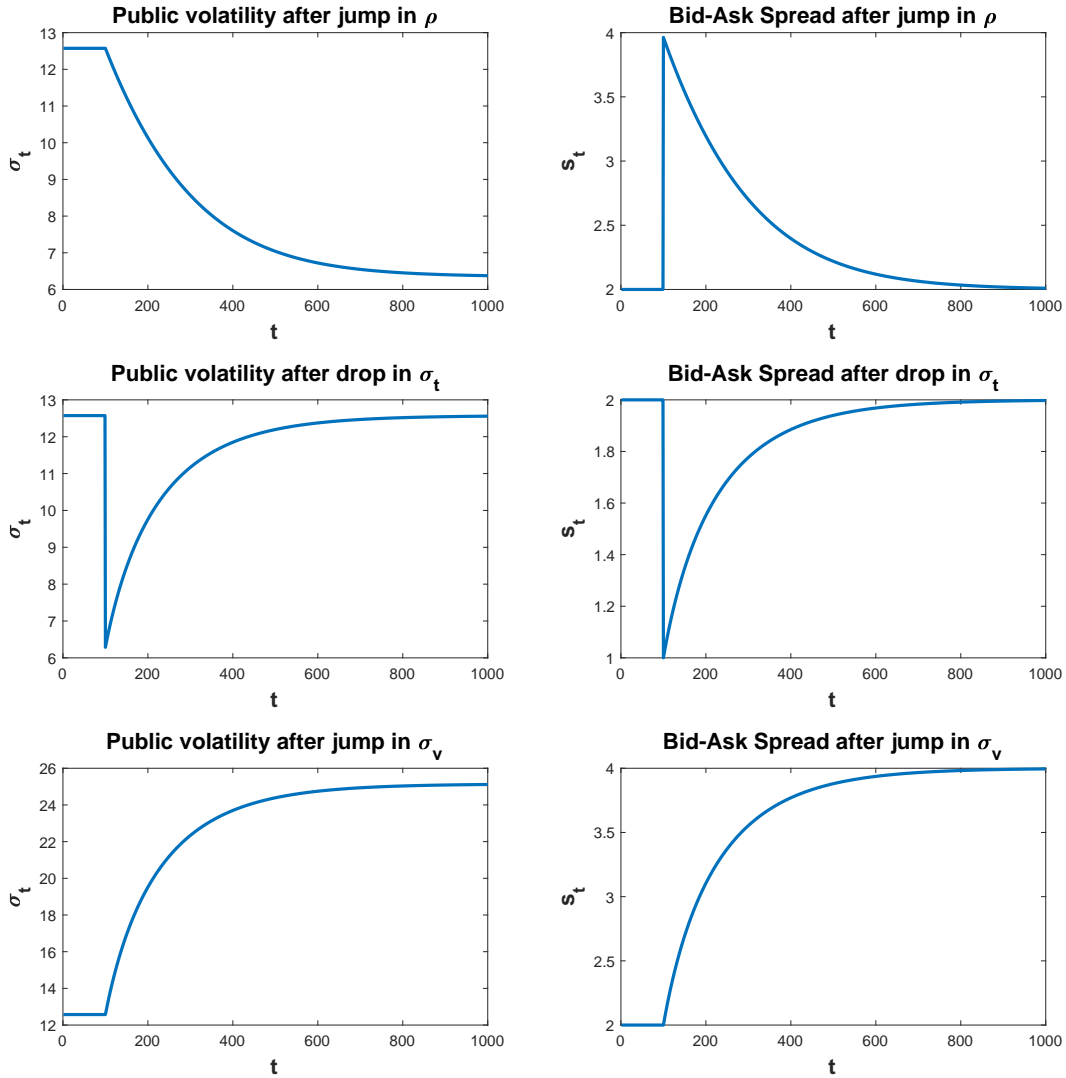 Public volatility after jump in ρ
13
12
11
10
9
8
7
6
σt
0 200 400 600 800 1000
t
Bid-Ask Spread after jump in ρ
4
3.5
3
2.5
2
st
0 200 400 600 800 1000
t
Public volatility after drop in σt
13
12
11
10
9
8
7
6
σt
0 200 400 600 800 1000
t
Bid-Ask Spread after drop in σt
2
1.8
1.6
1.4
1.2
1
st
0 200 400 600 800 1000
t
Public volatility after jump in σv
26
24
22
20
18
16
14
12
σt
0 200 400 600 800 1000
t
Bid-Ask Spread after jump in σv
4
3.5
3
2.5
2
st
0 200 400 600 800 1000
t